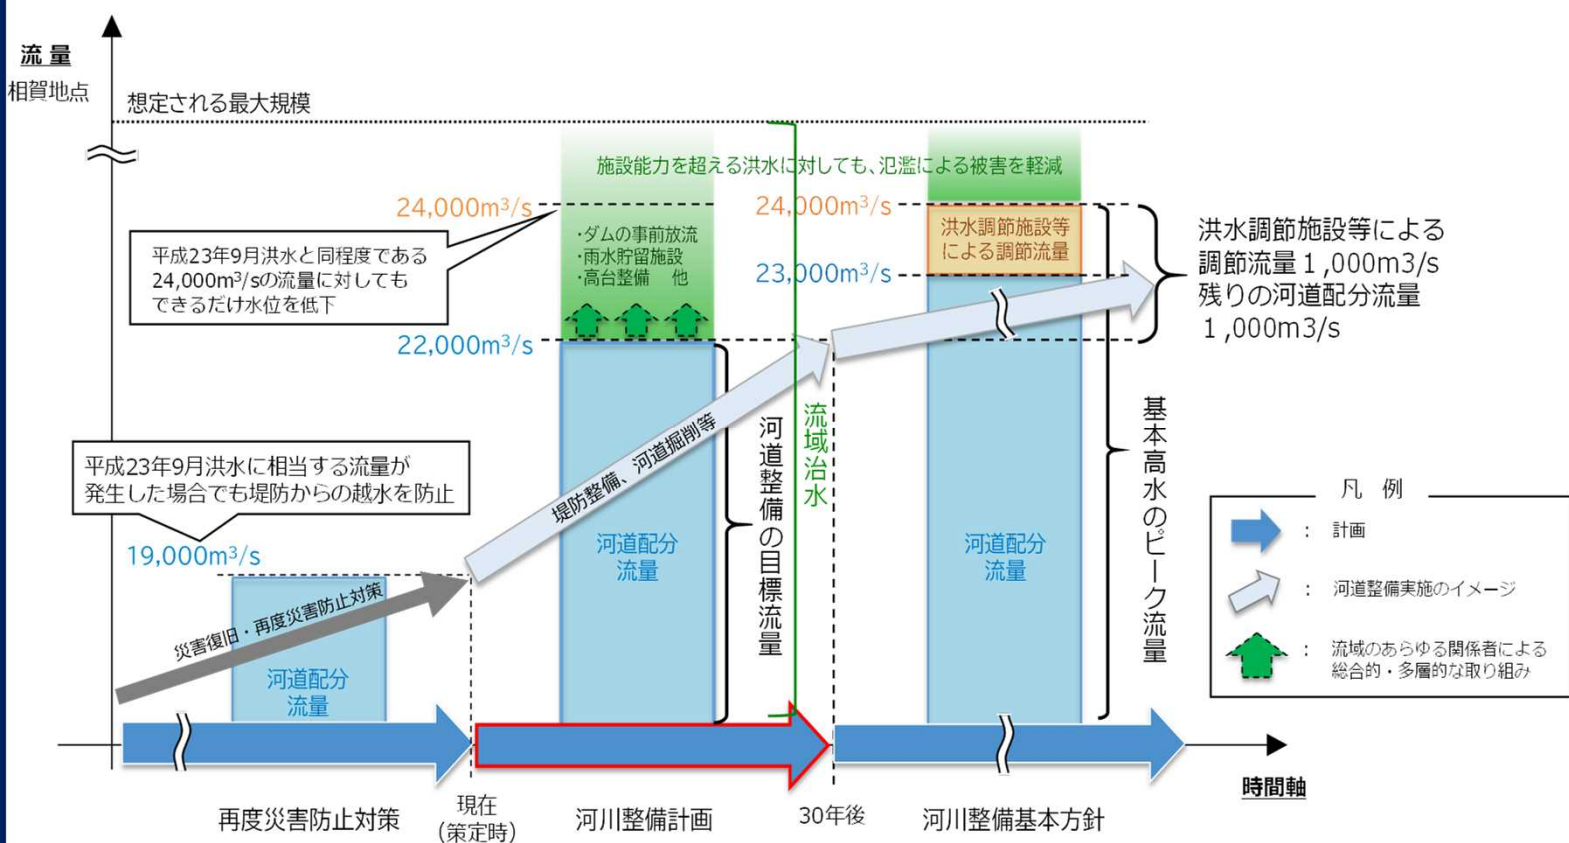 流量
相賀地点
想定される最大規模
施設能力を超える洪水に対しても、氾濫による被害を軽減
24,000m³/s
24,000m³/s
平成23年9月洪水と同程度である
24,000m³/sの流量に対しても
できるだけ水位を低下
・ダムの事前放流
・雨水貯留施設
・高台整備 他
洪水調節施設等
による調節流量
23,000m³/s
洪水調節施設等による
調節流量1,000m3/s
残りの河道配分流量
1,000m3/s
22,000m³/s
平成23年9月洪水に相当する流量が
発生した場合でも堤防からの越水を防止
19,000m³/s
災害復旧・再度災害防止対策
堤防整備、河道掘削等
河道配分
流量
河道配分
流量
河道配分
流量
河道整備の目標流量
流域治水
基本高水のピーク流量
凡 例
: 計画
: 河道整備実施のイメージ
: 流域のあらゆる関係者による
総合的・多層的な取り組み
時間軸
再度災害防止対策
現在
(策定時)
河川整備計画
30年後
河川整備基本方針